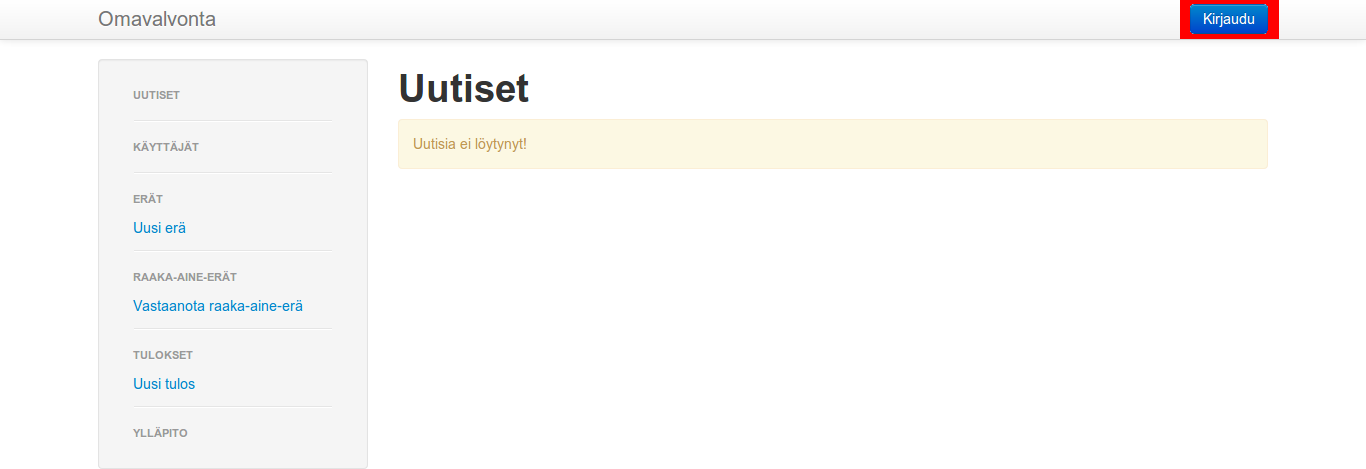 Omavalvonta
Kirjaudu
UUTISET
KÄYTTÄJÄT
ERÄT
Uusi erä
RAAKA-AINE-ERÄT
Vastaanota raaka-aine-erä
TULOKSET
Uusi tulos
YLLÄPITO
Uutiset
Uutisia ei löytynyt!